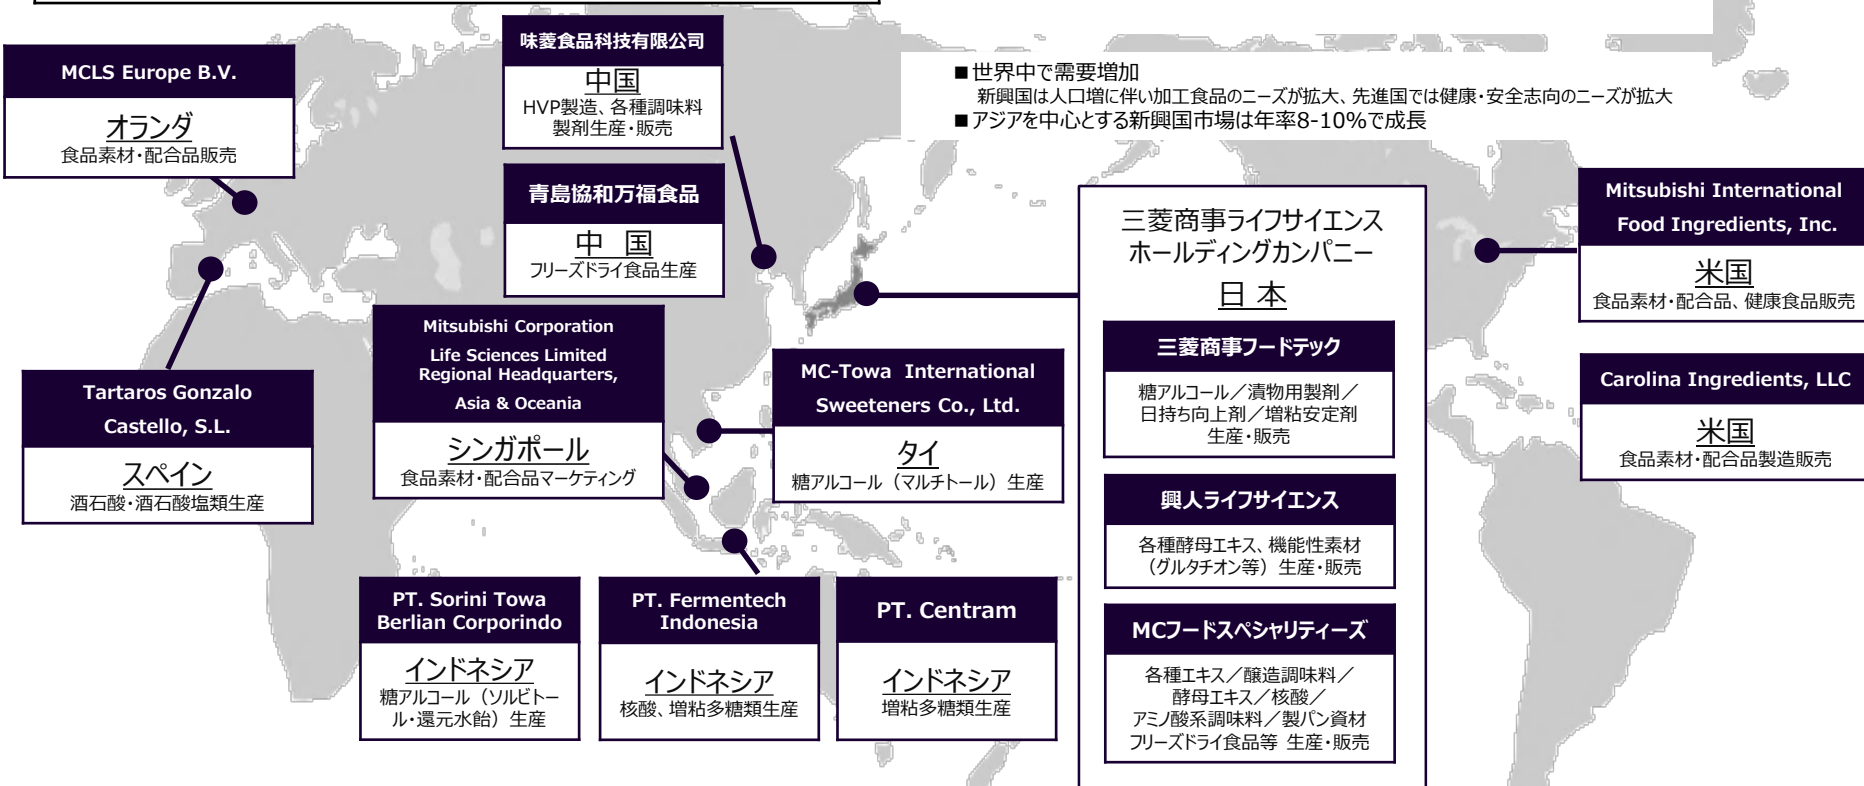 味菱食品科技有限公司
中国
HVP製造、各種調味料
製剤生産・販売
MCLS Europe B.V.
オランダ
食品素材・配合品販売
■世界中で需要増加
新興国は人口増に伴い加工食品のニーズが拡大、先進国では健康・安全志向のニーズが拡大
■アジアを中心とする新興国市場は年率8-10%で成長
青島協和万福食品
中 国
フリーズドライ食品生産
三菱商事ライフサイエンス
ホールディングカンパニー
日 本
三菱商事フードテック
糖アルコール／漬物用製剤／
日持ち向上剤／増粘安定剤
生産・販売
興人ライフサイエンス
各種酵母エキス、機能性素材
（グルタチオン等）生産・販売
MCフードスペシャリティーズ
各種エキス／醸造調味料／
酵母エキス／核酸／
アミノ酸系調味料／製パン資材
フリーズドライ食品等 生産・販売
Mitsubishi International
Food Ingredients, Inc.
米国
食品素材・配合品、健康食品販売
Carolina Ingredients, LLC
米国
食品素材・配合品製造販売
Tartaros Gonzalo
Castello, S.L.
スペイン
酒石酸・酒石酸塩類生産
Mitsubishi Corporation
Life Sciences Limited
Regional Headquarters,
Asia & Oceania
シンガポール
食品素材・配合品マーケティング
MC-Towa International
Sweeteners Co., Ltd.
タイ
糖アルコール（マルチトール）生産
PT. Sorini Towa
Berlian Corporindo
インドネシア
糖アルコール（ソルビトー
ル・還元水飴）生産
PT. Fermentech
Indonesia
インドネシア
核酸、増粘多糖類生産
PT. Centram
インドネシア
増粘多糖類生産